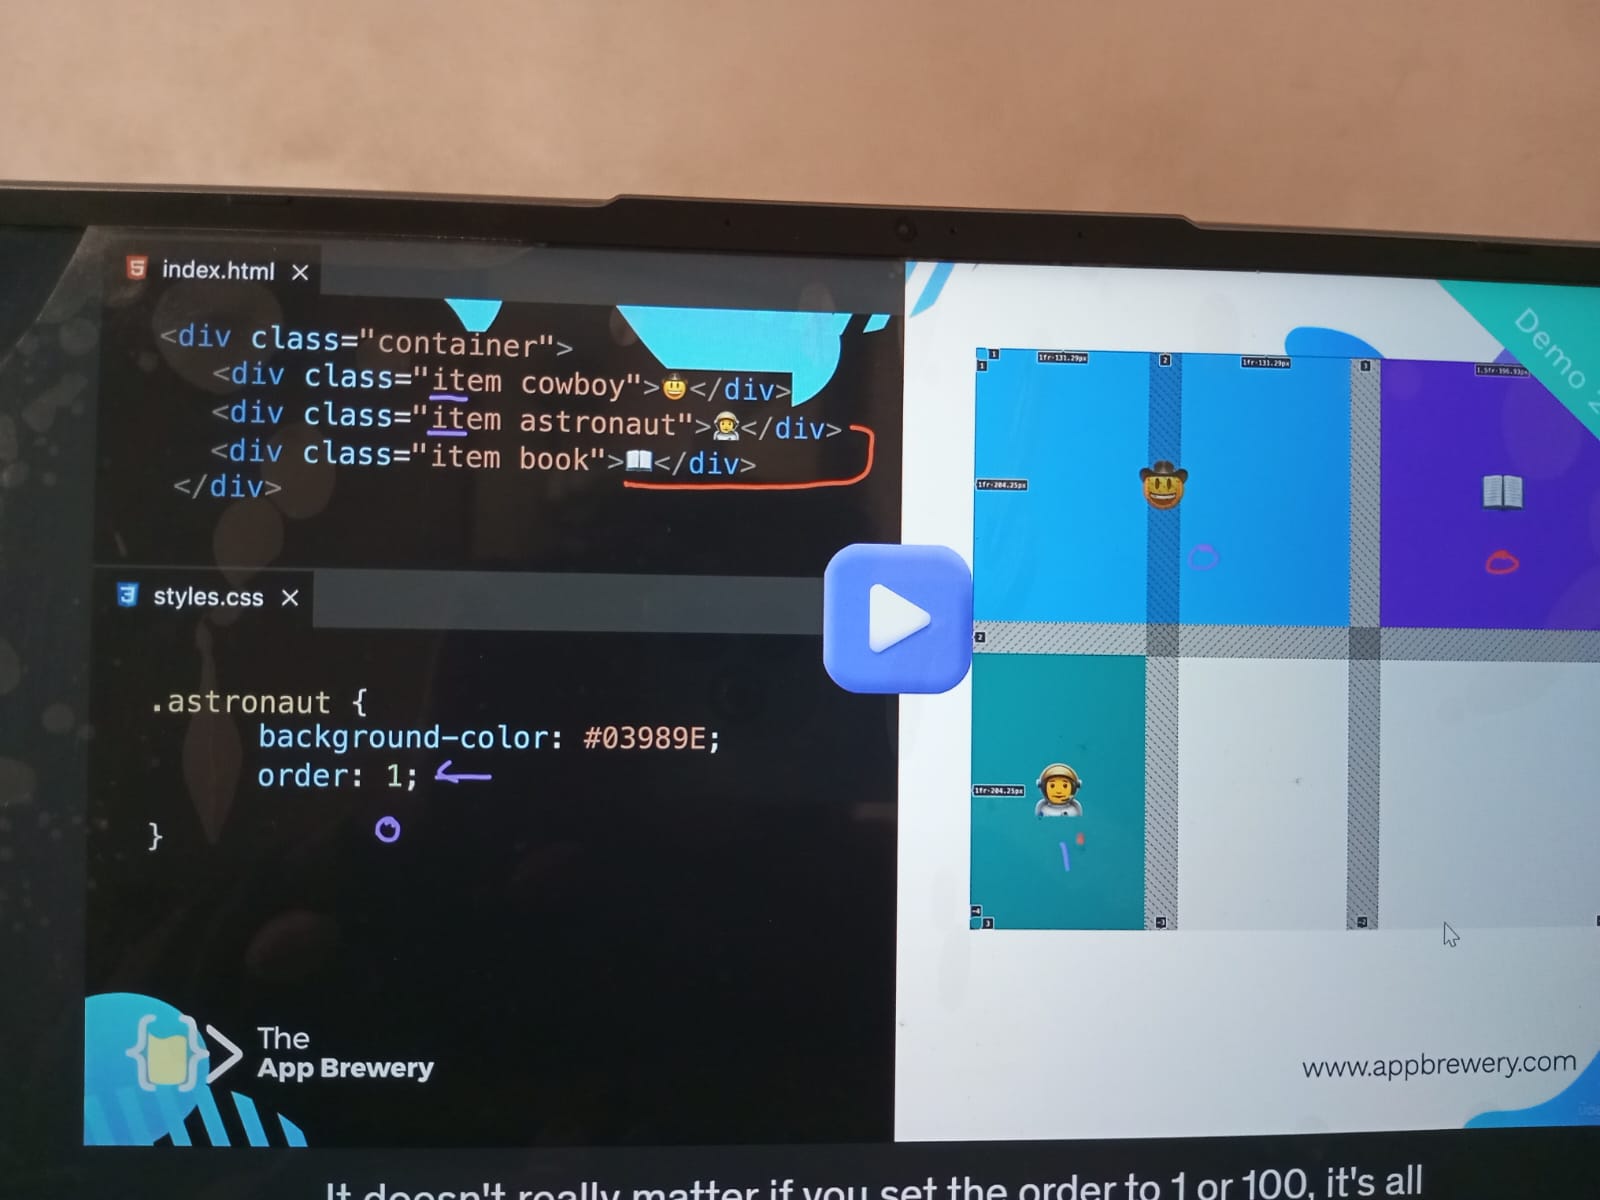 index.html ×
<div class="container">
<div class="item cowboy">🤠</div>
<div class="item astronaut">🧑‍🚀</div>
<div class="item book">📖</div>
</div>
styles.css ×
.astronaut {
background-color: #03989E;
order: 1;
}
The
App Brewery
Demo 2
1
1
1fr·131.29px
2
1fr·131.29px
3
1.5fr·196.93px
1fr·204.25px
2
1fr·204.25px
1
-4
3
-3
-2
www.appbrewery.com
It doesn't really matter if you set the order to 1 or 100, it's all